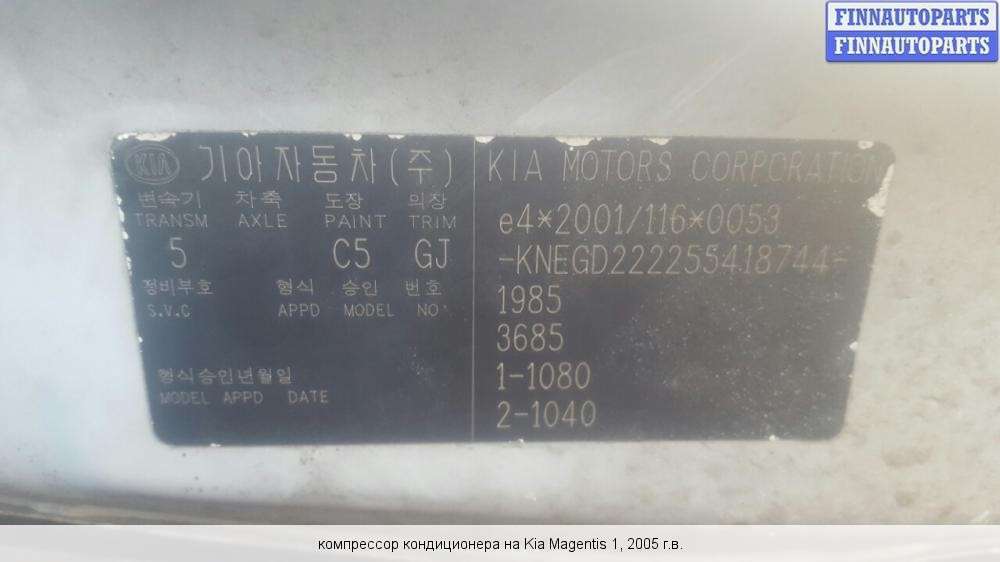 FINNAUTOPARTS
FINNAUTOPARTS
KIA 기아자동차(주) KIA MOTORS CORPORATION
변속기 차축 도장 의장
TRANSM AXLE PAINT TRIM
5 C5 GJ
정비부호 형식 승인 번호
S.V.C APPD MODEL NO
형식승인년월일
MODEL APPD DATE
e4*2001/116*0053
-KNEGD222255418744-
1985
3685
1-1080
2-1040
компрессор кондиционера на Kia Magentis 1, 2005 г.в.